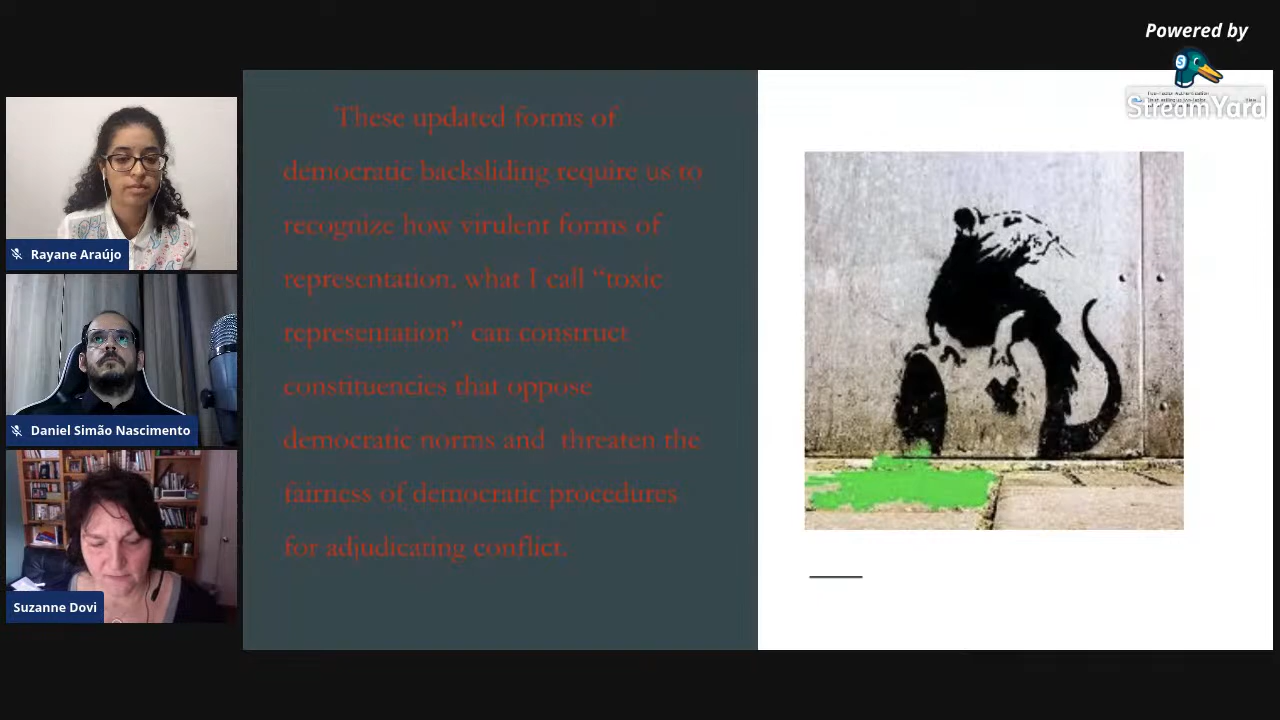 Powered by
StreamYard
These updated forms of
democratic backsliding require us to
recognize how virulent forms of
representation, what I call “toxic
representation” can construct
constituencies that oppose
democratic norms and threaten the
fairness of democratic procedures
for adjudicating conflict.
Rayane Araújo
Daniel Simão Nascimento
Suzanne Dovi